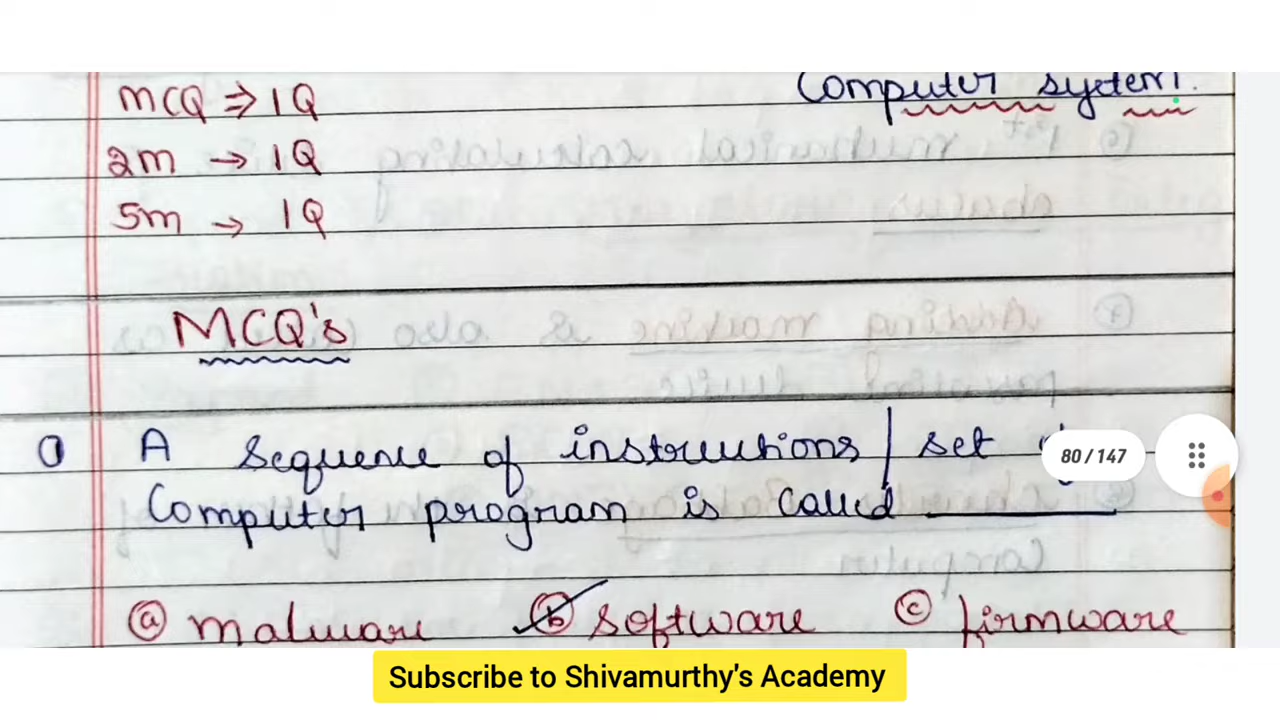 Computer system.
MCQ ⇒ 1Q
2m → 1Q
5m → 1Q
MCQ's
① A sequence of instructions / set
Computer program is called ______
ⓐ malware ⓑ software ⓒ firmware
80 / 147
Subscribe to Shivamurthy's Academy